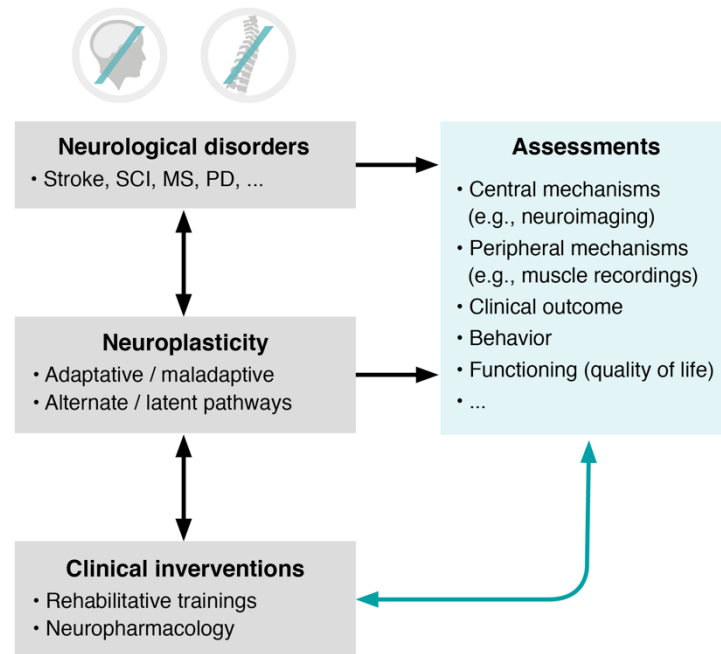 Neurological disorders
• Stroke, SCI, MS, PD, ...
Neuroplasticity
• Adaptative / maladaptive
• Alternate / latent pathways
Clinical inverventions
• Rehabilitative trainings
• Neuropharmacology
Assessments
• Central mechanisms
(e.g., neuroimaging)
• Peripheral mechanisms
(e.g., muscle recordings)
• Clinical outcome
• Behavior
• Functioning (quality of life)
• ...